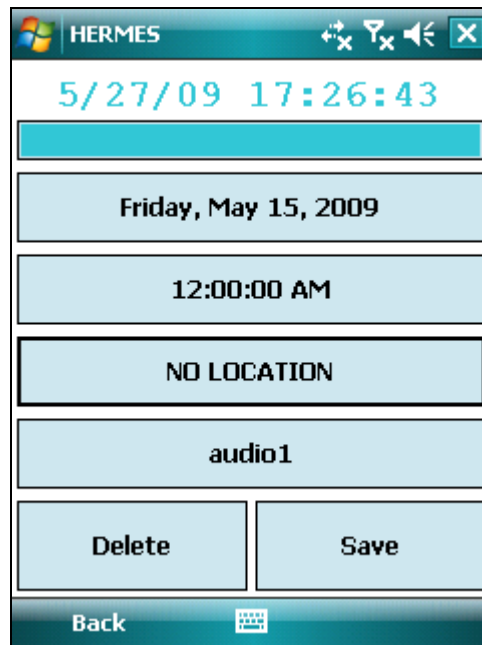 HERMES
5/27/09 17:26:43
Friday, May 15, 2009
12:00:00 AM
NO LOCATION
audio1
Delete Save
Back